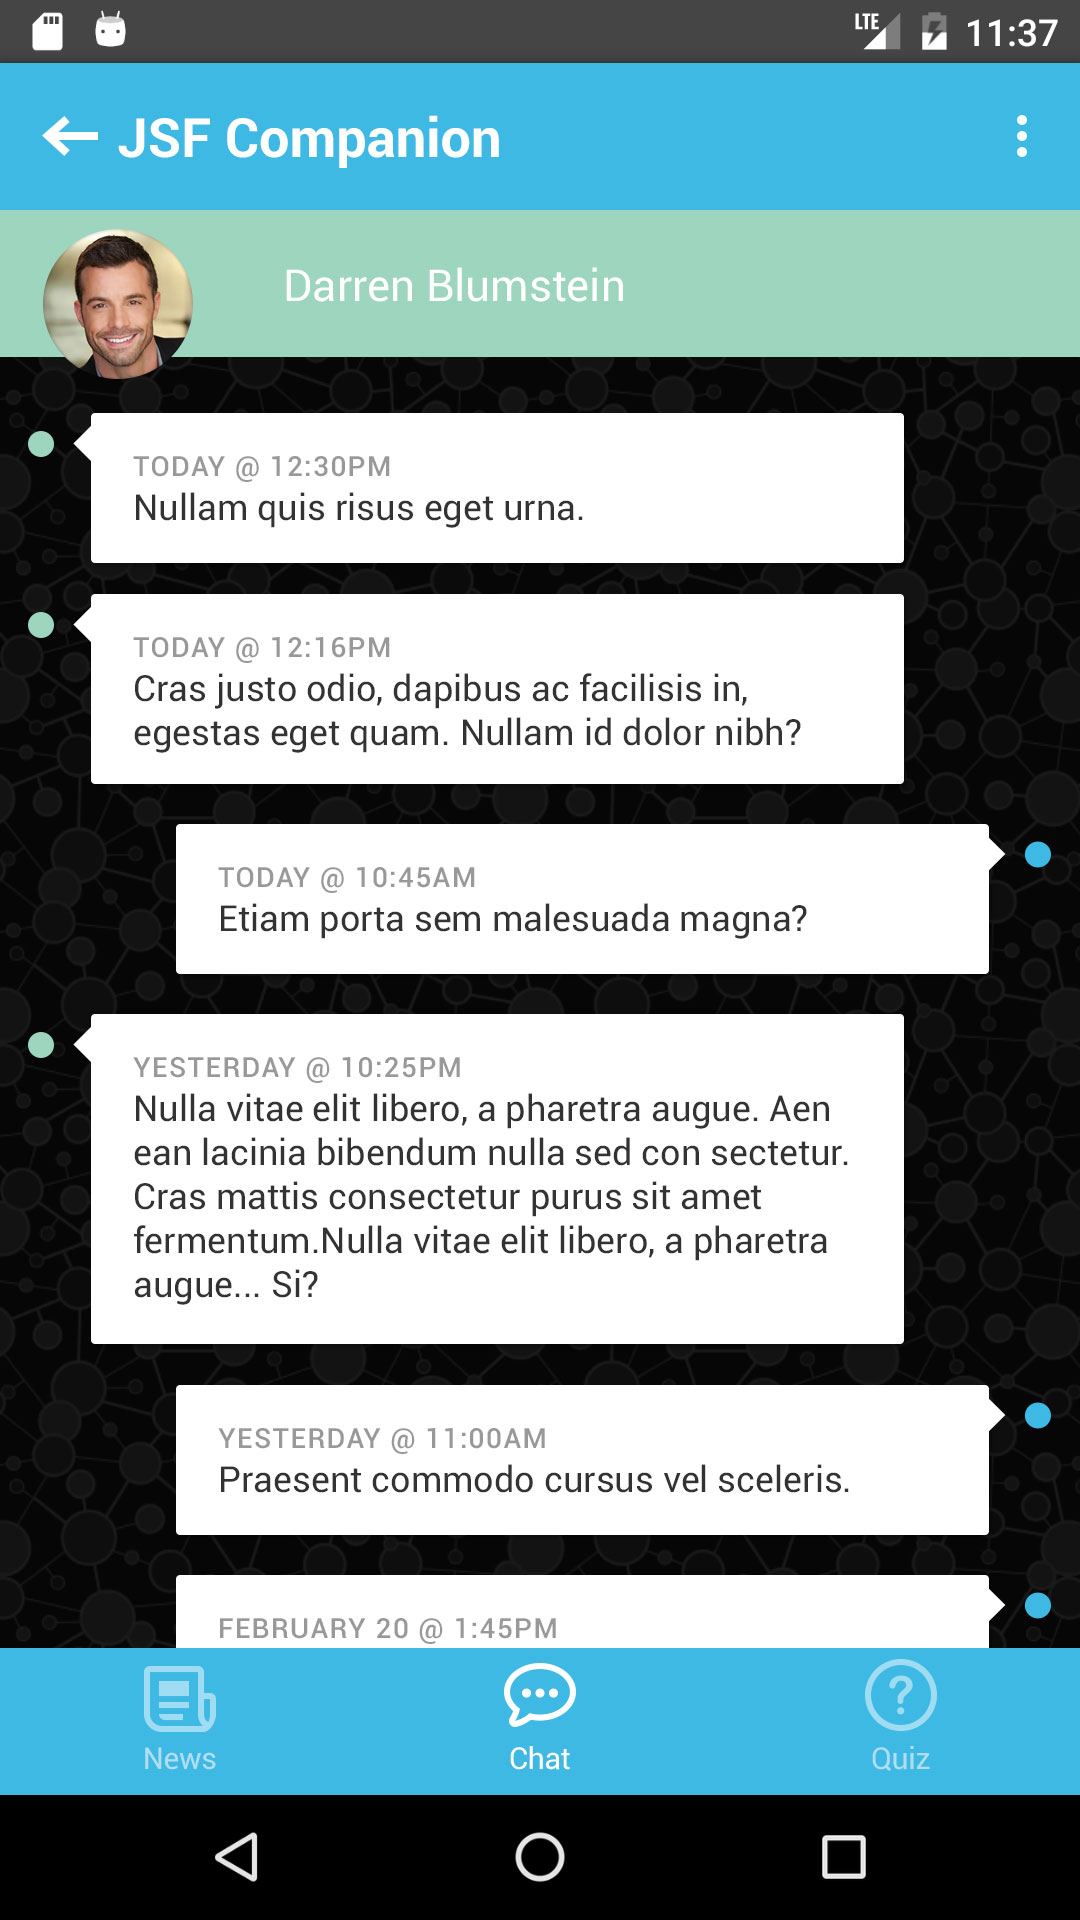 LTE 11:37
JSF Companion
Darren Blumstein
TODAY @ 12:30PM
Nullam quis risus eget urna.
TODAY @ 12:16PM
Cras justo odio, dapibus ac facilisis in,
egestas eget quam. Nullam id dolor nibh?
TODAY @ 10:45AM
Etiam porta sem malesuada magna?
YESTERDAY @ 10:25PM
Nulla vitae elit libero, a pharetra augue. Aen
ean lacinia bibendum nulla sed con sectetur.
Cras mattis consectetur purus sit amet
fermentum.Nulla vitae elit libero, a pharetra
augue... Si?
YESTERDAY @ 11:00AM
Praesent commodo cursus vel sceleris.
FEBRUARY 20 @ 1:45PM
News Chat Quiz